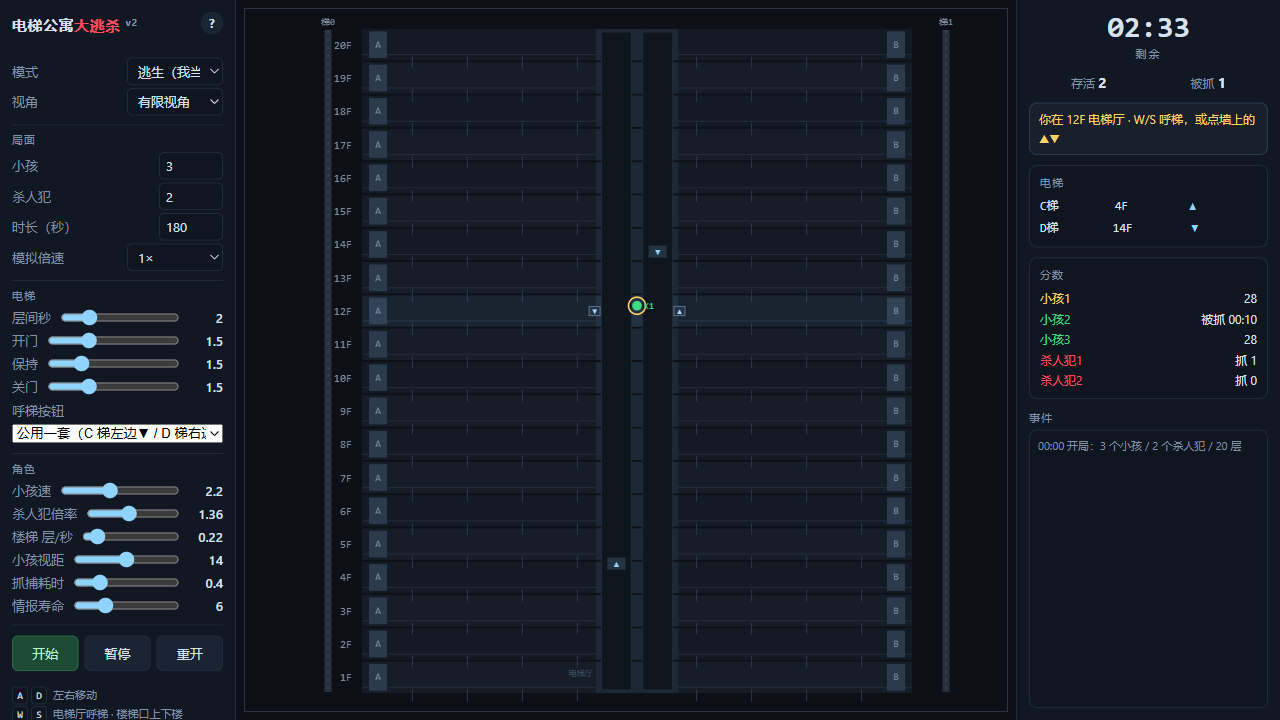 电梯公寓大逃杀 v2
?
模式
逃生（我当
视角
有限视角
局面
小孩
3
杀人犯
2
时长（秒）
180
模拟倍速
1×
电梯
层间秒
2
开门
1.5
保持
1.5
关门
1.5
呼梯按钮
公用一套（C 梯左边▼ / D 梯右
角色
小孩速
2.2
杀人犯倍率
1.36
楼梯 层/秒
0.22
小孩视距
14
抓捕耗时
0.4
情报寿命
6
开始
暂停
重开
A D 左右移动
W S 电梯厅呼梯 · 楼梯口上下楼
梯0
梯1
20F A B
19F A B
18F A B
17F A B
16F A B
15F A B
14F A B
▼
13F A B
12F A ▼ ▲ B
11F A B
10F A B
9F A B
8F A B
7F A B
6F A B
5F A B
▲
4F A B
3F A B
2F A B
电梯厅
1F A B
02:33
剩余
存活 2
被抓 1
你在 12F 电梯厅 · W/S 呼梯，或点墙上的
▲▼
电梯
C梯 4F ▲
D梯 14F ▼
分数
小孩1 28
小孩2 被抓 00:10
小孩3 28
杀人犯1 抓 1
杀人犯2 抓 0
事件
00:00 开局：3 个小孩 / 2 个杀人犯 / 20 层